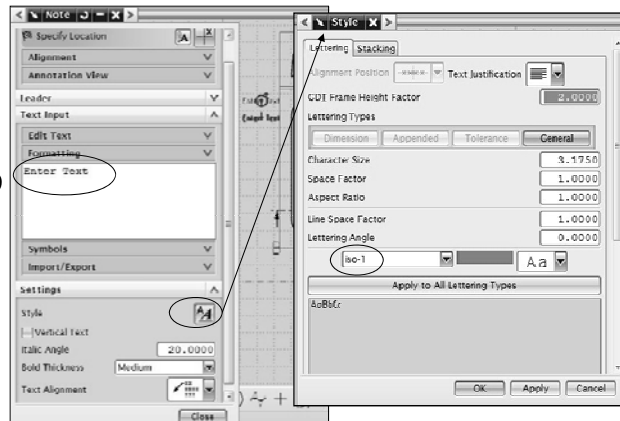 Note
Specify Location
Alignment
Annotation View
Leader
Text Input
Edit Text
Formatting
Enter Text
Symbols
Import/Export
Settings
Style
Vertical Text
Italic Angle 20.0000
Bold Thickness Medium
Text Alignment
Close
Style
Lettering Stacking
Alignment Position Text Justification
GDT Frame Height Factor 2.0000
Lettering Types
Dimension Appended Tolerance General
Character Size 3.1750
Space Factor 1.0000
Aspect Ratio 1.0000
Line Space Factor 1.0000
Lettering Angle 0.0000
iso-1 Aa
Apply to All Lettering Types
AaBbCc
OK Apply Cancel